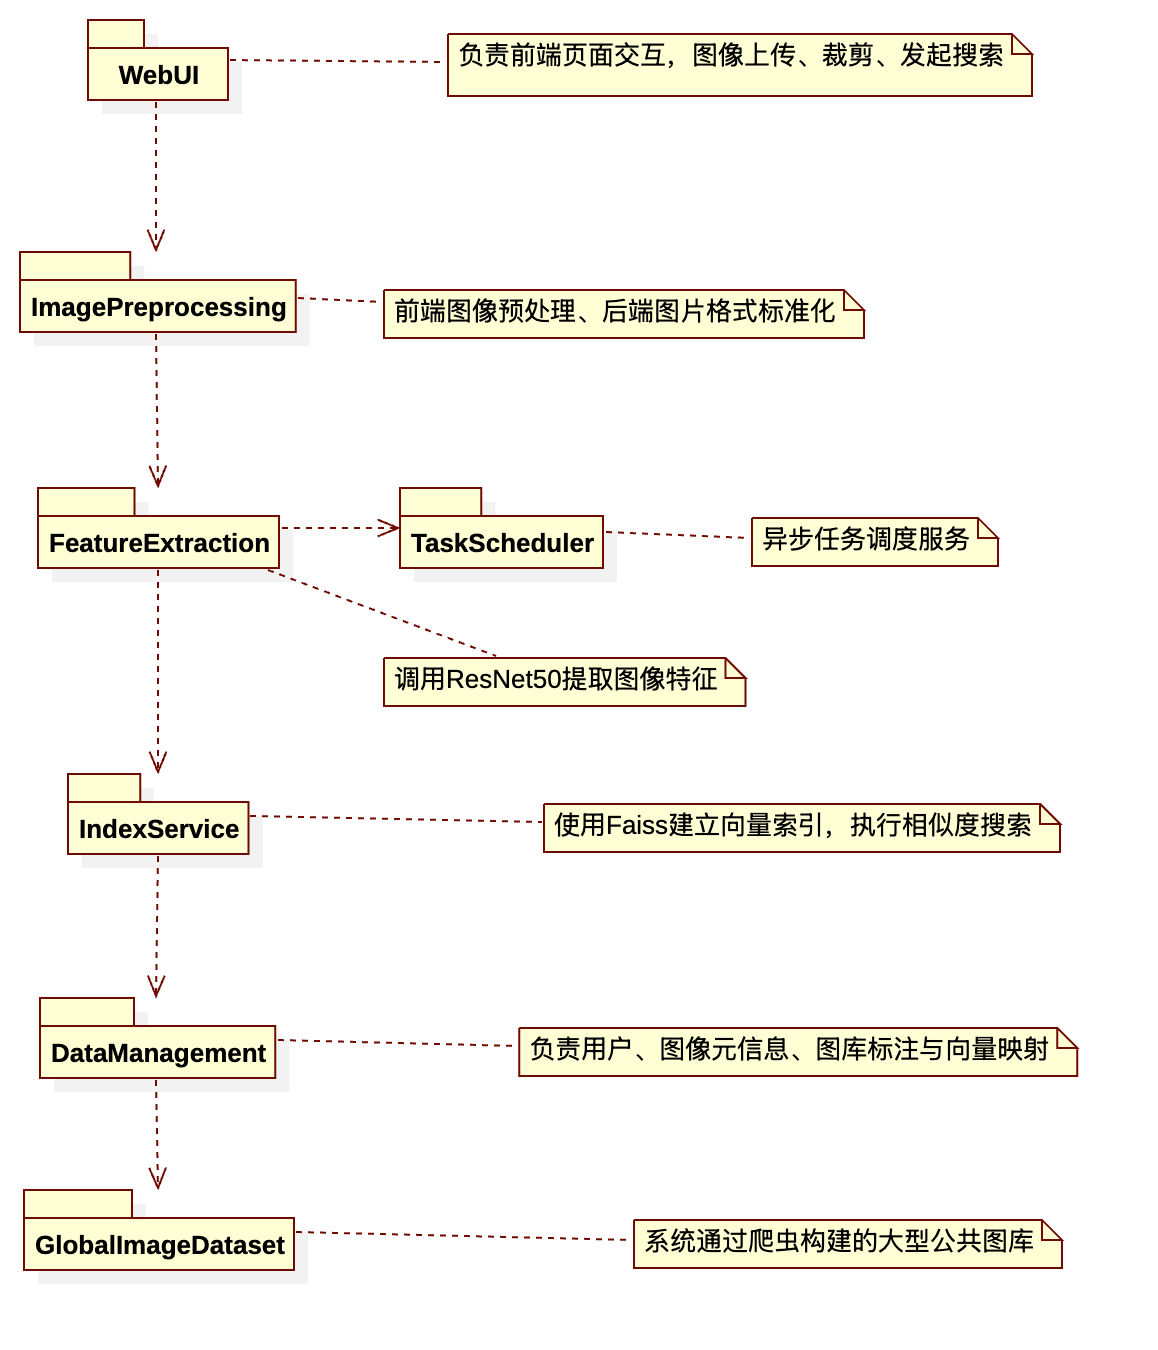 WebUI
负责前端页面交互，图像上传、裁剪、发起搜索
ImagePreprocessing
前端图像预处理、后端图片格式标准化
FeatureExtraction
TaskScheduler
异步任务调度服务
调用ResNet50提取图像特征
IndexService
使用Faiss建立向量索引，执行相似度搜索
DataManagement
负责用户、图像元信息、图库标注与向量映射
GlobalImageDataset
系统通过爬虫构建的大型公共图库